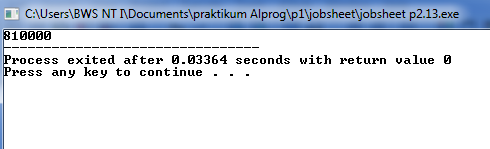 C:\Users\BWS NT I\Documents\praktikum Alprog\p1\jobsheet\jobsheet p2.13.exe
810000
--------------------------------
Process exited after 0.03364 seconds with return value 0
Press any key to continue . . .